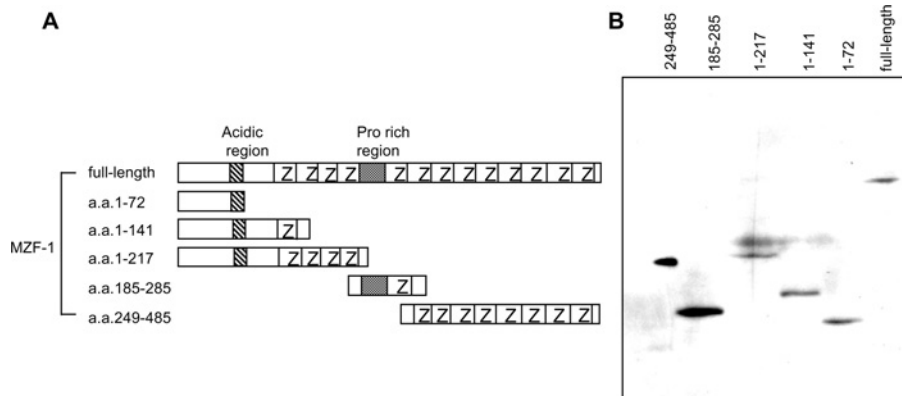 A
B
249-485
185-285
1-217
1-141
1-72
full-length
Acidic
region
Pro rich
region
MZF-1
full-length
Z Z Z Z Z Z Z Z Z Z Z Z Z
a.a.1-72
a.a.1-141
Z
a.a.1-217
Z Z Z Z
a.a.185-285
Z
a.a.249-485
Z Z Z Z Z Z Z Z